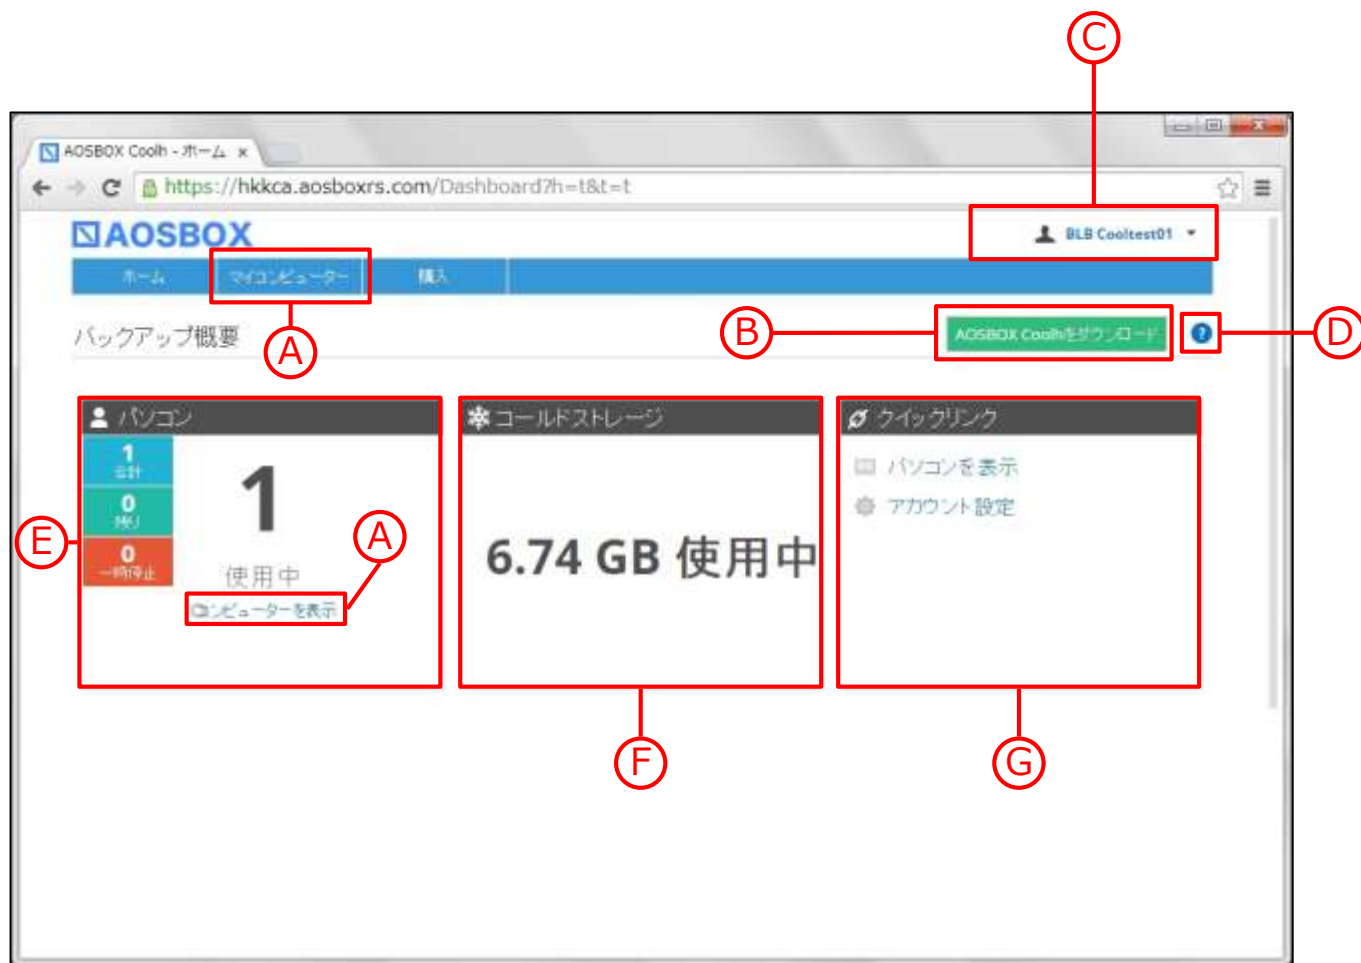 C
AOSBOX Coolh - ホーム
https://hkkca.aosboxrs.com/Dashboard?h=t&t=t
AOSBOX
BLB Cooltest01
ホーム マイコンピューター 購入
A
バックアップ概要
B
AOSBOX Coolhをダウンロード
?
D
パソコン
1
合計
0
残り
0
一時停止
1
使用中
コンピューターを表示
E
A
コールドストレージ
6.74 GB 使用中
F
クイックリンク
パソコンを表示
アカウント設定
G